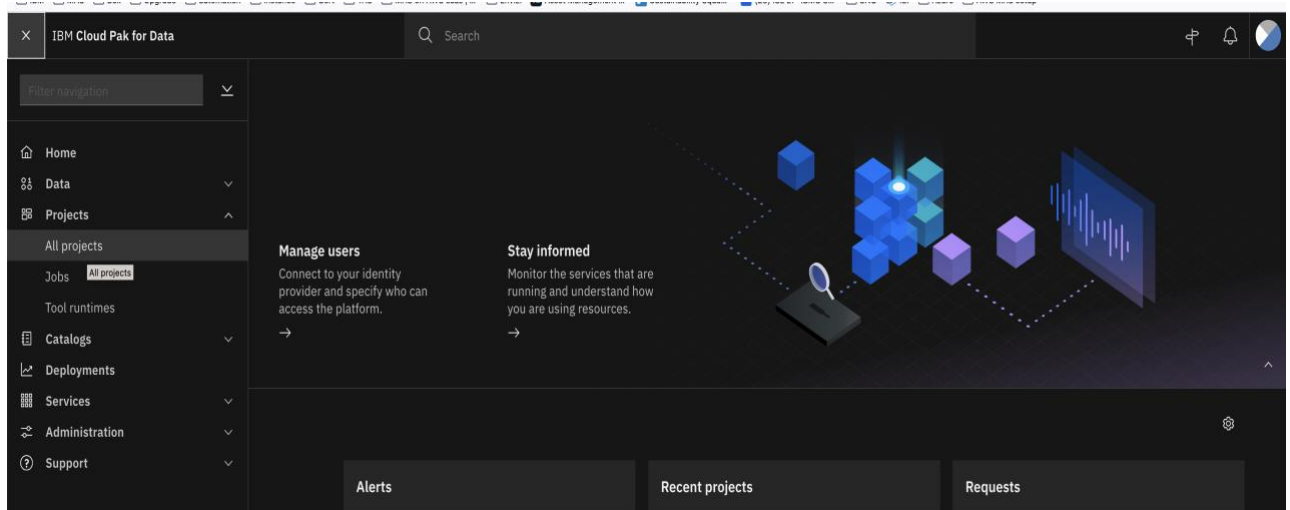 IBM Cloud Pak for Data
Search
Filter navigation
Home
Data
Projects
All projects
Jobs
All projects
Tool runtimes
Catalogs
Deployments
Services
Administration
Support
Manage users
Connect to your identity
provider and specify who can
access the platform.
Stay informed
Monitor the services that are
running and understand how
you are using resources.
Alerts
Recent projects
Requests